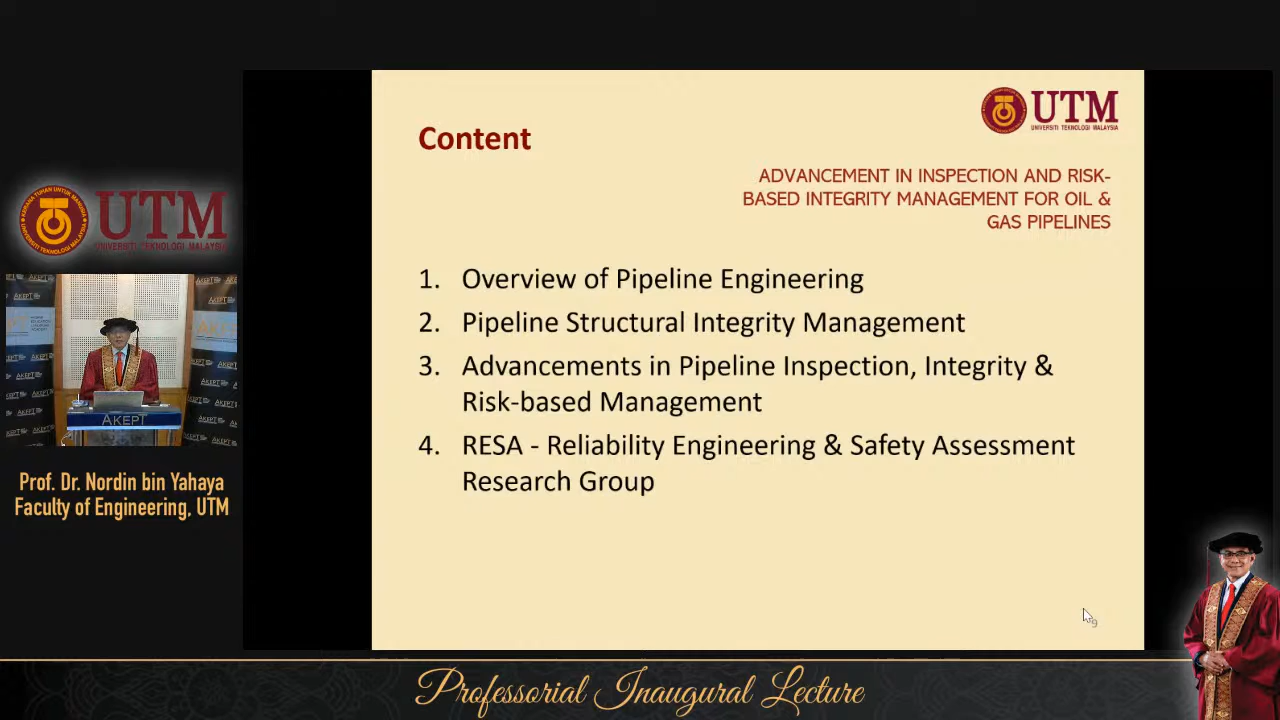 UTM
UNIVERSITI TEKNOLOGI MALAYSIA
Content
ADVANCEMENT IN INSPECTION AND RISK-
BASED INTEGRITY MANAGEMENT FOR OIL &
GAS PIPELINES
1. Overview of Pipeline Engineering
2. Pipeline Structural Integrity Management
3. Advancements in Pipeline Inspection, Integrity &
Risk-based Management
4. RESA - Reliability Engineering & Safety Assessment
Research Group
9
UTM
UNIVERSITI TEKNOLOGI MALAYSIA
AKEPT
AKEPT
AKEPT
Prof. Dr. Nordin bin Yahaya
Faculty of Engineering, UTM
Professorial Inaugural Lecture